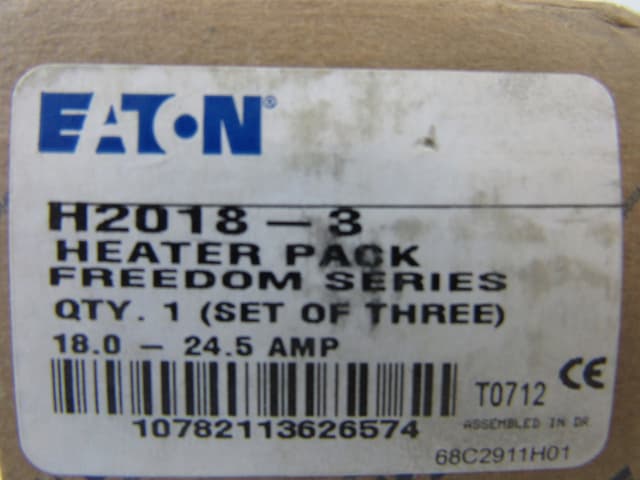 EATON®
H2018-3
HEATER PACK
FREEDOM SERIES
QTY. 1 (SET OF THREE)
18.0 - 24.5 AMP
10782113626574
T0712 CE
ASSEMBLED IN DR
68C2911H01